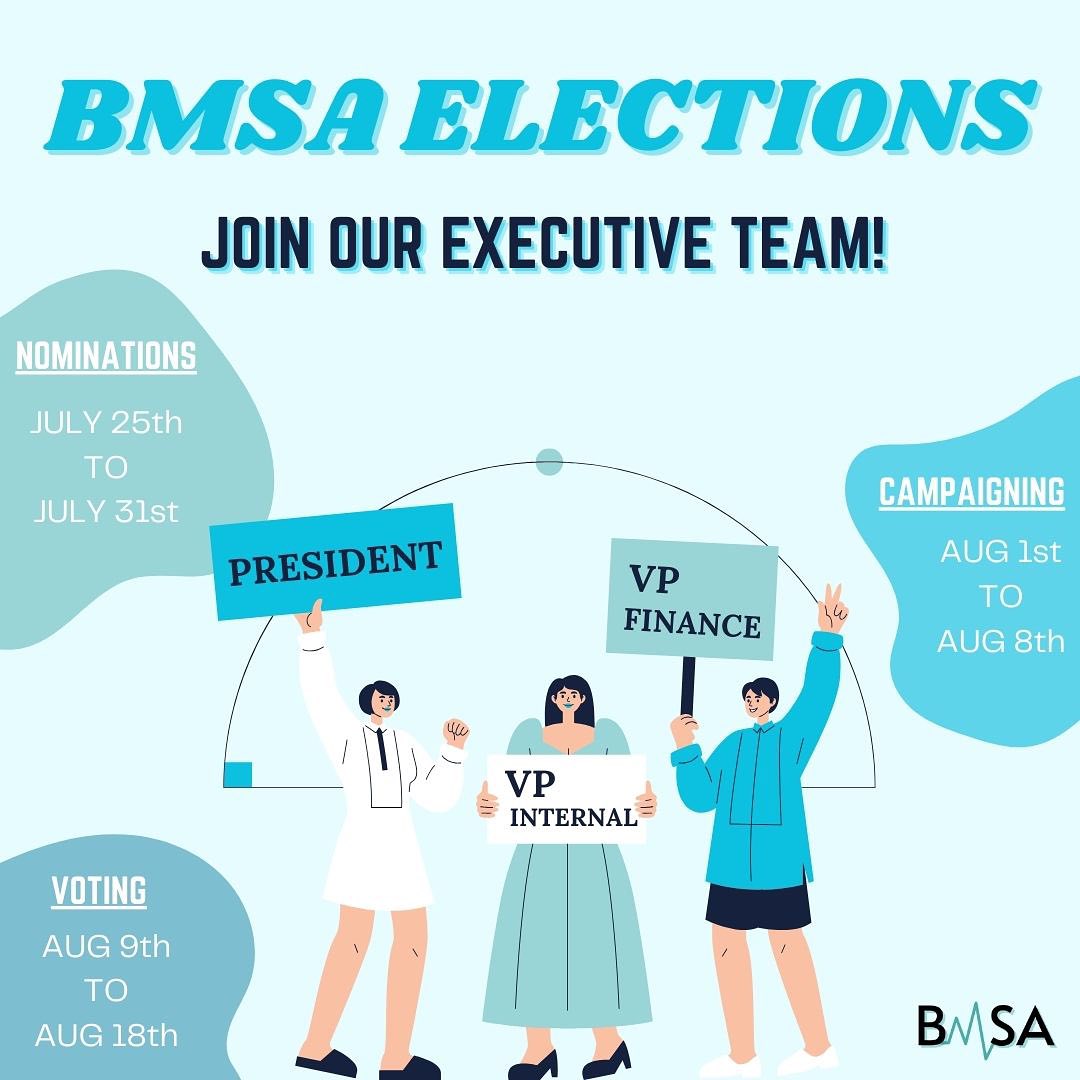 BMSA ELECTIONS
JOIN OUR EXECUTIVE TEAM!
NOMINATIONS
JULY 25th
TO
JULY 31st
CAMPAIGNING
AUG 1st
TO
AUG 8th
PRESIDENT
VP
FINANCE
VP
INTERNAL
VOTING
AUG 9th
TO
AUG 18th
BMSA